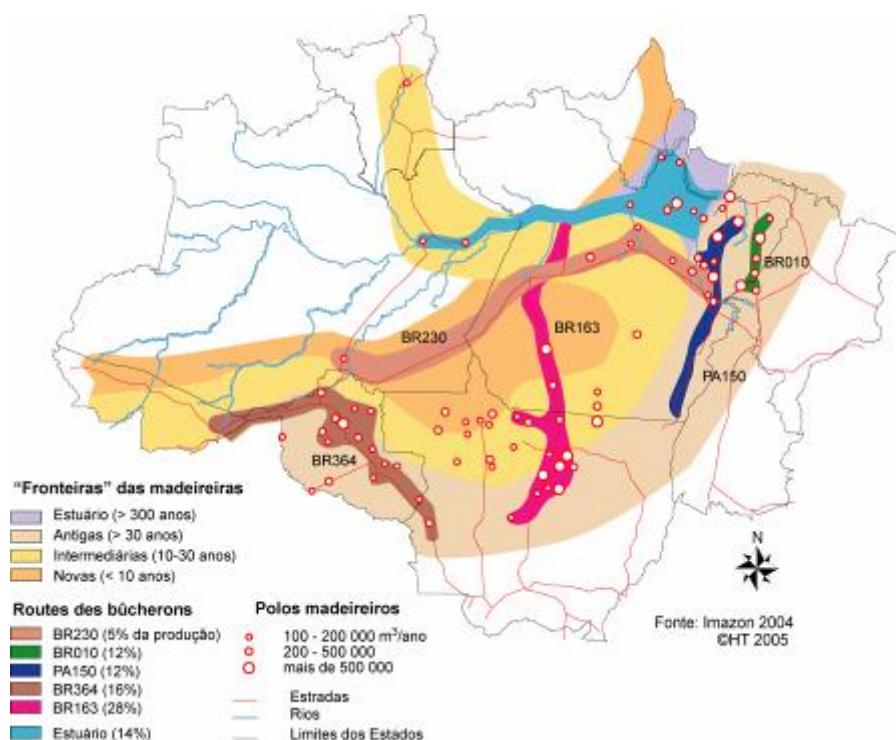 BR010
BR230
BR163
PA150
BR364
"Fronteiras" das madeireiras
Estuário (> 300 anos)
Antigas (> 30 anos)
Intermediárias (10-30 anos)
Novas (< 10 anos)
Routes des bûcherons
BR230 (5% da produção)
BR010 (12%)
PA150 (12%)
BR364 (16%)
BR163 (28%)
Estuário (14%)
Polos madeireiros
100 - 200 000 m³/ano
200 - 500 000
mais de 500 000
Estradas
Rios
Limites dos Estados
N
Fonte: Imazon 2004
©HT 2005